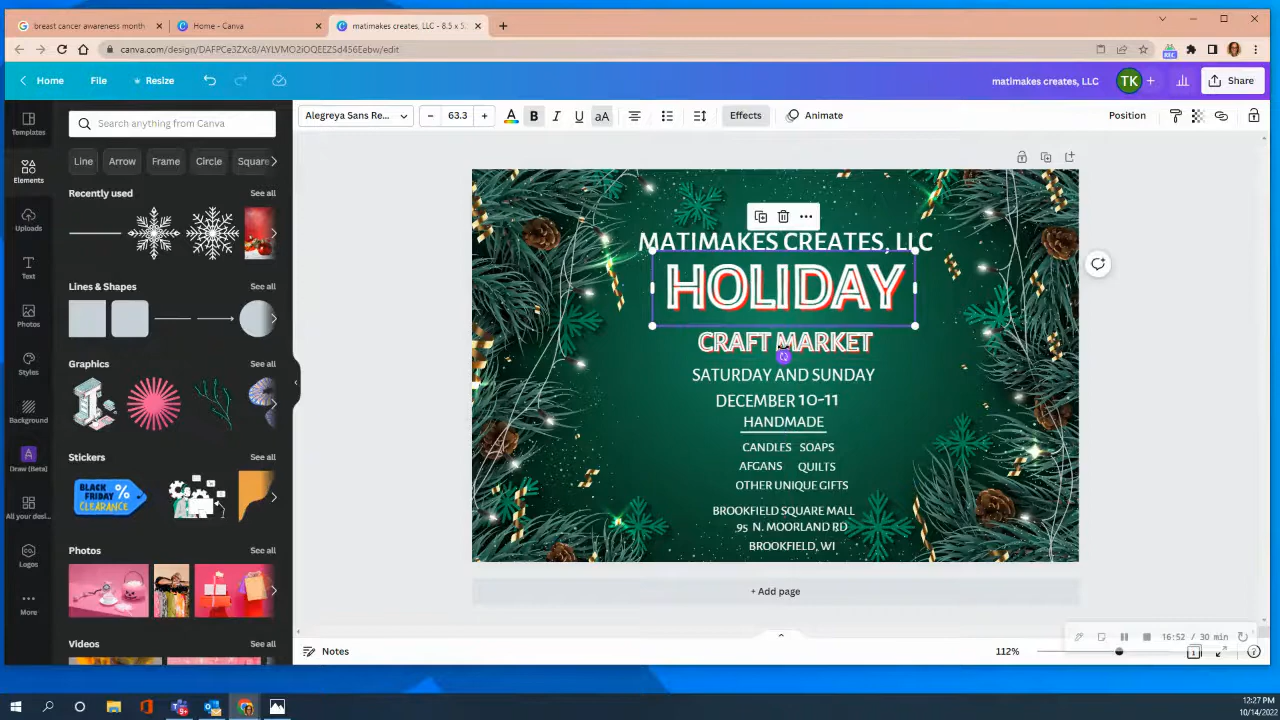 breast cancer awareness month
Home - Canva
matimakes creates, LLC - 8.5 x 5.
canva.com/design/DAFPCe3ZXc8/AYLVMO2iOQEEZSd456Eebw/edit
Home
File
Resize
matimakes creates, LLC
TK
Share
Templates
Elements
Uploads
Text
Photos
Styles
Background
Draw (Beta)
All your desi...
Logos
More
Search anything from Canva
Line
Arrow
Frame
Circle
Square
Recently used
See all
Lines & Shapes
See all
Graphics
See all
Stickers
See all
BLACK FRIDAY % CLEARANCE
Photos
See all
Videos
See all
Alegreya Sans Re...
63.3
A
B
I
U
aA
Effects
Animate
Position
MATIMAKES CREATES, LLC
HOLIDAY
CRAFT MARKET
SATURDAY AND SUNDAY
DECEMBER 10-11
HANDMADE
CANDLES SOAPS
AFGANS QUILTS
OTHER UNIQUE GIFTS
BROOKFIELD SQUARE MALL
95 N. MOORLAND RD
BROOKFIELD, WI
+ Add page
16:52 / 30 min
Notes
112%
1
12:27 PM
10/14/2022